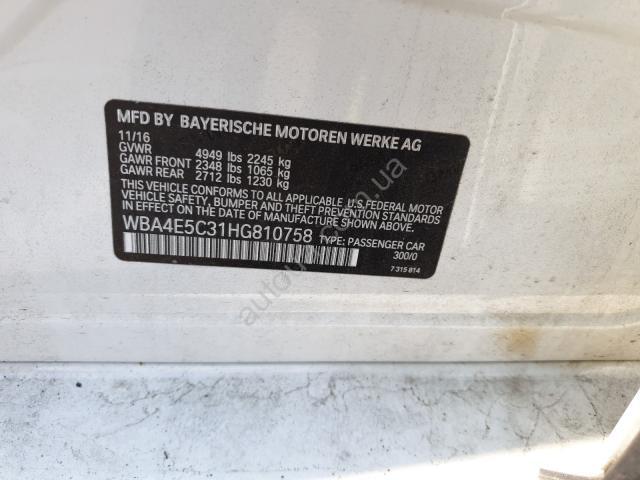 MFD BY BAYERISCHE MOTOREN WERKE AG
11/16
GVWR 4949 lbs 2245 kg
GAWR FRONT 2348 lbs 1065 kg
GAWR REAR 2712 lbs 1230 kg
THIS VEHICLE CONFORMS TO ALL APPLICABLE U.S.FEDERAL MOTOR
VEHICLE SAFETY, BUMPER AND THEFT PREVENTION STANDARDS
IN EFFECT ON THE DATE OF MANUFACTURE SHOWN ABOVE.
WBA4E5C31HG810758 TYPE: PASSENGER CAR
300/0
7 315 814
autoua.com.ua